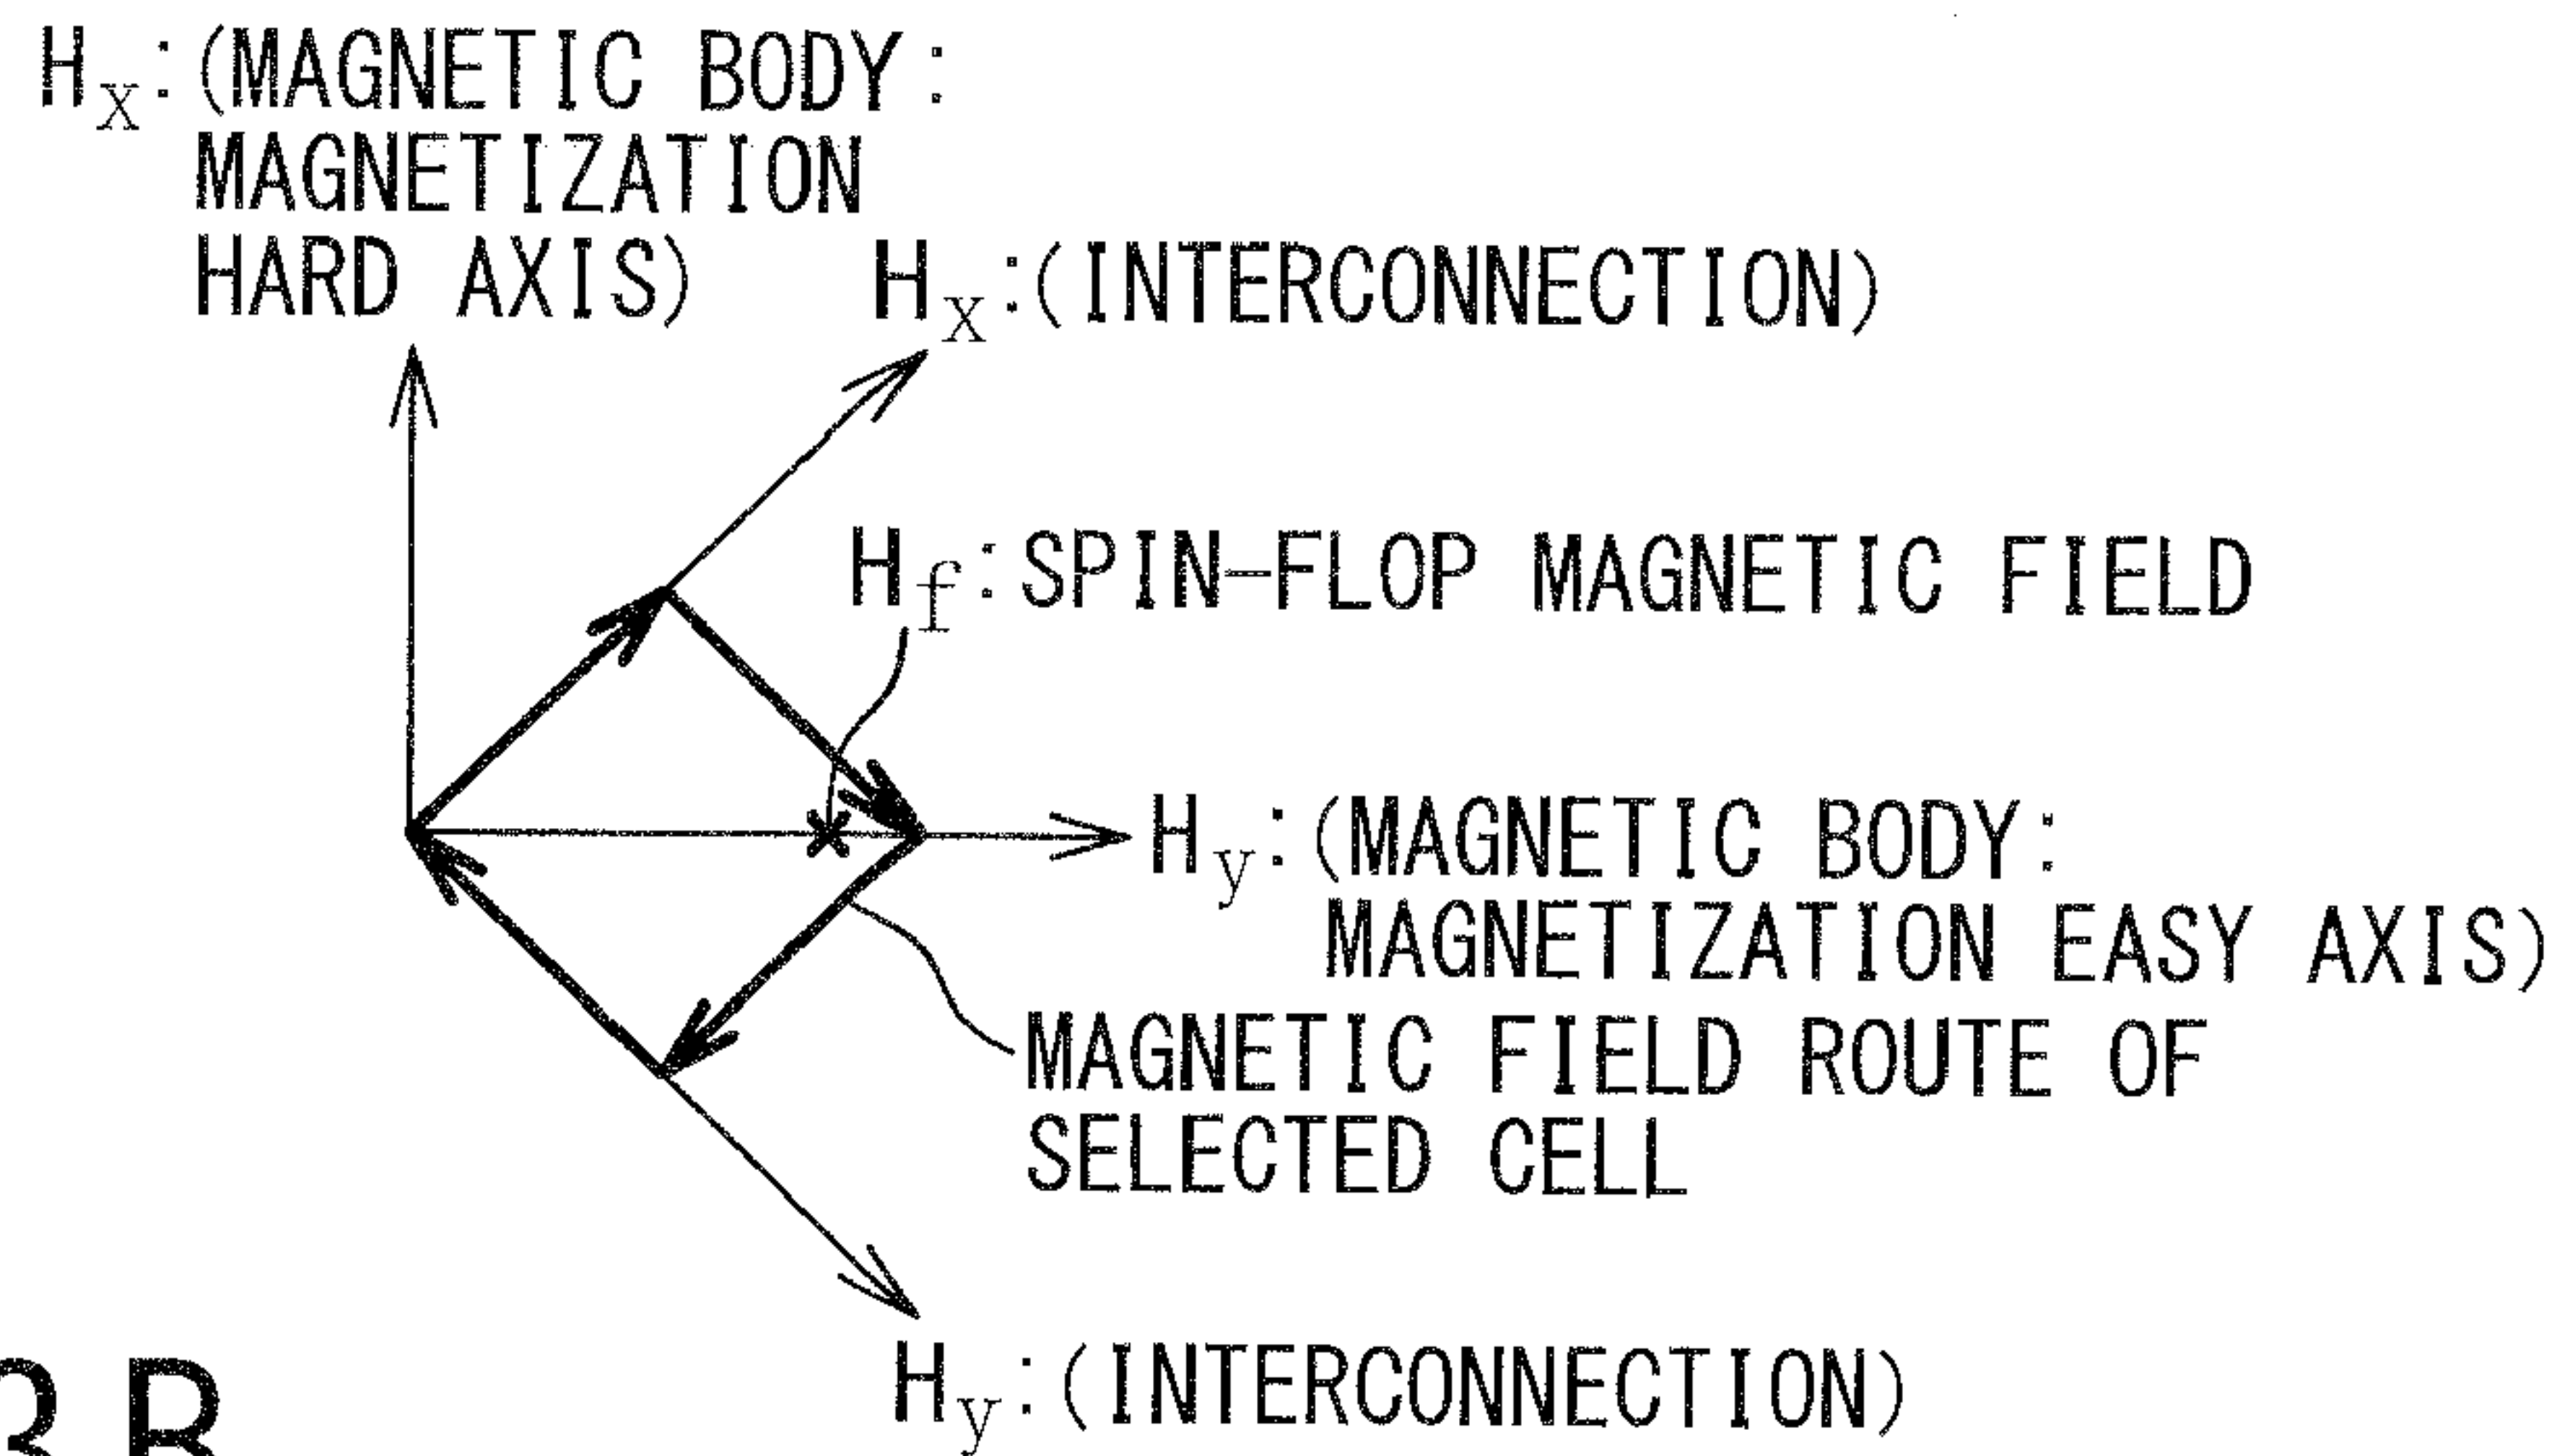 Hx:(MAGNETIC BODY:
MAGNETIZATION
HARD AXIS)
Hx:(INTERCONNECTION)
Hf:SPIN-FLOP MAGNETIC FIELD
Hy:(MAGNETIC BODY:
MAGNETIZATION EASY AXIS)
MAGNETIC FIELD ROUTE OF
SELECTED CELL
Hy:(INTERCONNECTION)